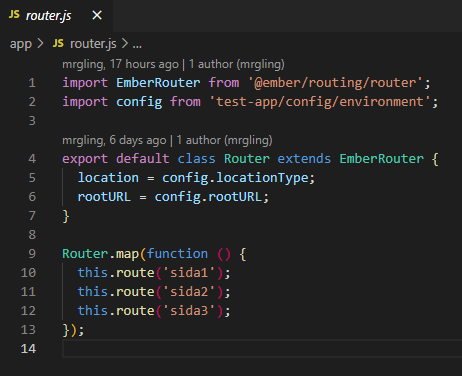 JS router.js ×
app > JS router.js > ...
mrgling, 17 hours ago | 1 author (mrgling)
1 import EmberRouter from '@ember/routing/router';
2 import config from 'test-app/config/environment';
3
mrgling, 6 days ago | 1 author (mrgling)
4 export default class Router extends EmberRouter {
5 location = config.locationType;
6 rootURL = config.rootURL;
7 }
8
9 Router.map(function () {
10 this.route('sida1');
11 this.route('sida2');
12 this.route('sida3');
13 });
14